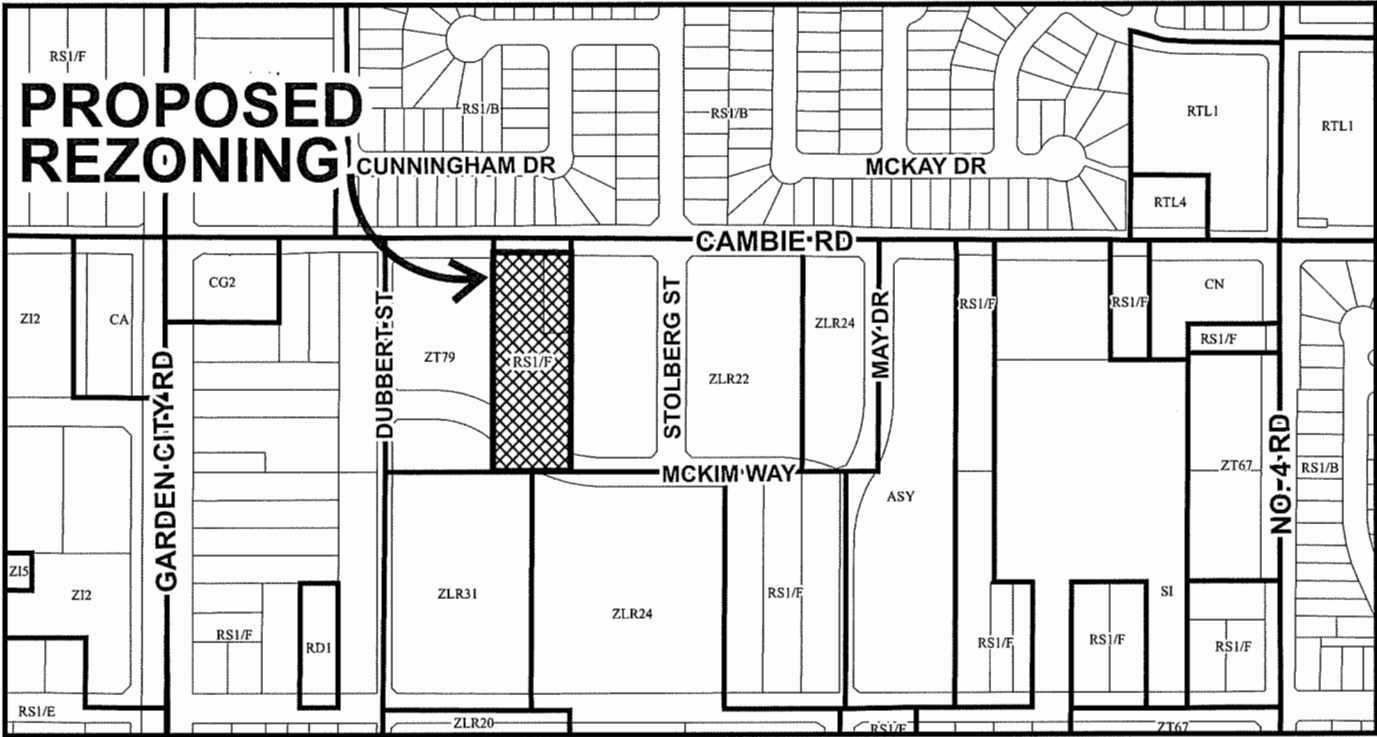 RS1/F
PROPOSED
REZONING
RS1/B
RS1/B
RTL1
RTL1
CUNNINGHAM DR
MCKAY DR
RTL4
CAMBIE RD
CG2
RS1/F
RS1/F
CN
ZI2
CA
DUBBERT ST
ZT79
RS1/F
STOLBERG ST
ZLR22
ZLR24
MAY DR
RS1/F
GARDEN CITY RD
MCKIM WAY
ASY
ZT67
NO. 4 RD
RS1/B
ZI5
ZI2
RS1/F
RD1
ZLR31
ZLR24
RS1/F
RS1/F
RS1/F
SI
RS1/F
RS1/E
ZLR20
RS1/F
ZT67